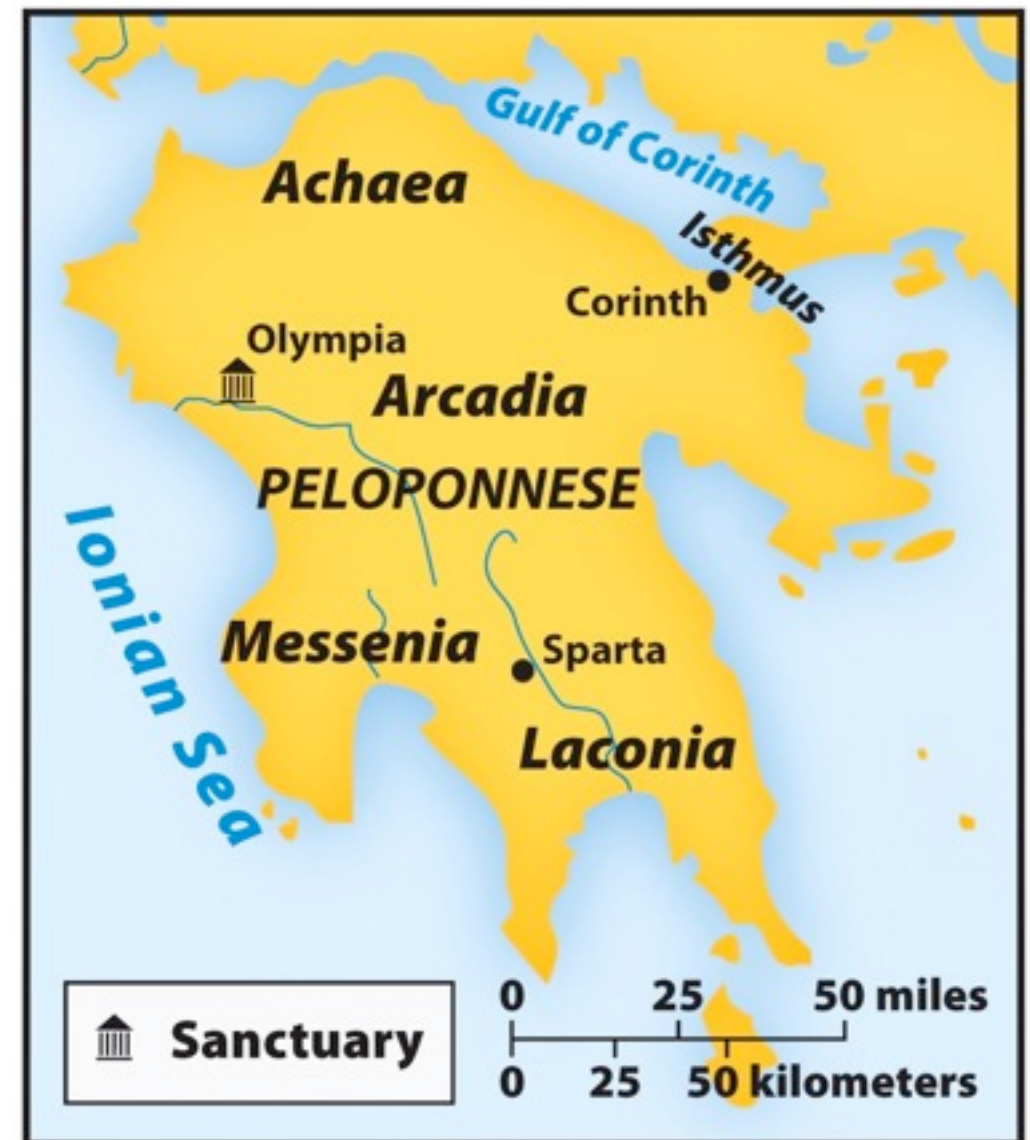 Gulf of Corinth
Achaea
Isthmus
Corinth
Olympia
Arcadia
PELOPONNESE
Ionian Sea
Messenia
Sparta
Laconia
Sanctuary
0 25 50 miles
0 25 50 kilometers